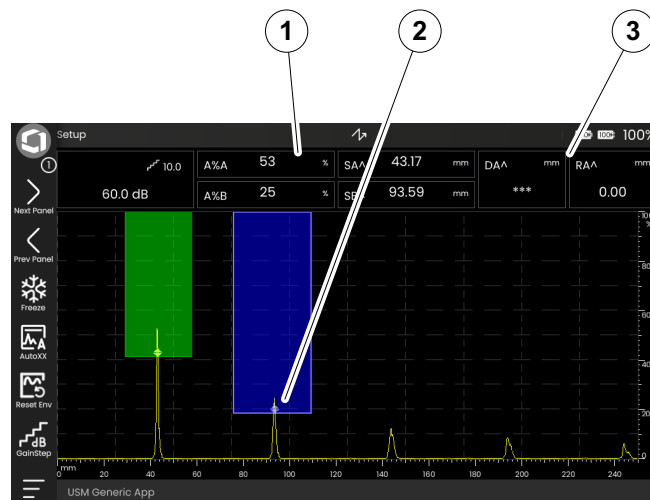 1 2 3
Setup 100%
1
10.0
60.0 dB
A%A 53 %
A%B 25 %
SA^ 43.17 mm
93.59 mm
DA^ mm
***
RA^ mm
0.00
Next Panel
Prev Panel
Freeze
AutoXX
Reset Env
dB
GainStep
80
60
40
20
0
mm
0 20 40 60 80 100 120 140 160 180 200 220 240
USM Generic App